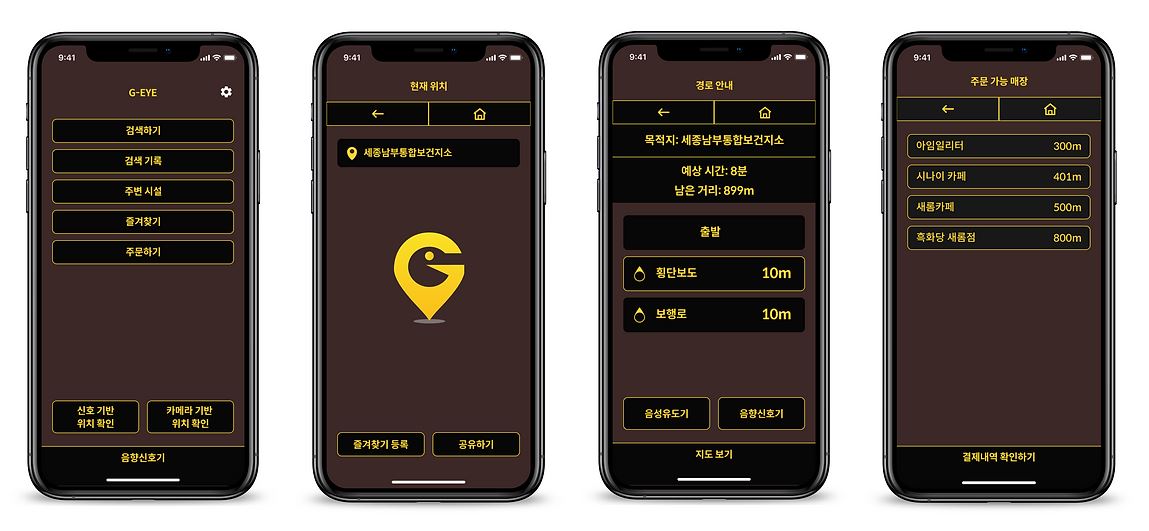 9:41
G-EYE
검색하기
검색 기록
주변 시설
즐겨찾기
주문하기
신호 기반
위치 확인
카메라 기반
위치 확인
음향신호기
9:41
현재 위치
세종남부통합보건지소
즐겨찾기 등록
공유하기
9:41
경로 안내
목적지: 세종남부통합보건지소
예상 시간: 8분
남은 거리: 899m
출발
횡단보도 10m
보행로 10m
음성유도기
음향신호기
지도 보기
9:41
주문 가능 매장
아임일리터 300m
시나이 카페 401m
새롬카페 500m
흑화당 새롬점 800m
결제내역 확인하기